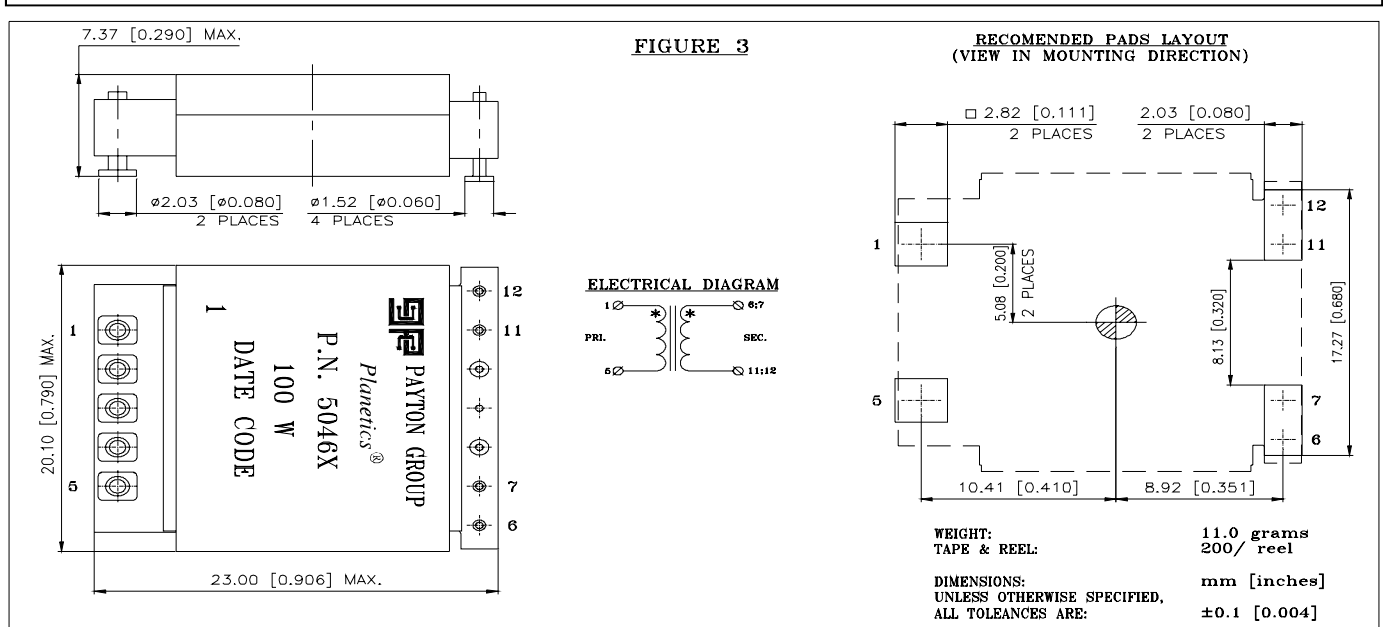 7.37 [0.290] MAX.
FIGURE 3
RECOMENDED PADS LAYOUT
(VIEW IN MOUNTING DIRECTION)
□ 2.82 [0.111]
2 PLACES
2.03 [0.080]
2 PLACES
ø2.03 [ø0.080]
2 PLACES
ø1.52 [ø0.060]
4 PLACES
12
11
1
5.08 [0.200]
2 PLACES
8.13 [0.320]
17.27 [0.680]
5
7
6
10.41 [0.410]
8.92 [0.351]
20.10 [0.790] MAX.
1
5
1
PAYTON GROUP
Planetics®
P.N. 5046X
100 W
DATE CODE
12
11
7
6
23.00 [0.906] MAX.
ELECTRICAL DIAGRAM
1
6;7
* *
PRI.
SEC.
5
11;12
WEIGHT: 11.0 grams
TAPE & REEL: 200/ reel
DIMENSIONS: mm [inches]
UNLESS OTHERWISE SPECIFIED,
ALL TOLEANCES ARE: ±0.1 [0.004]